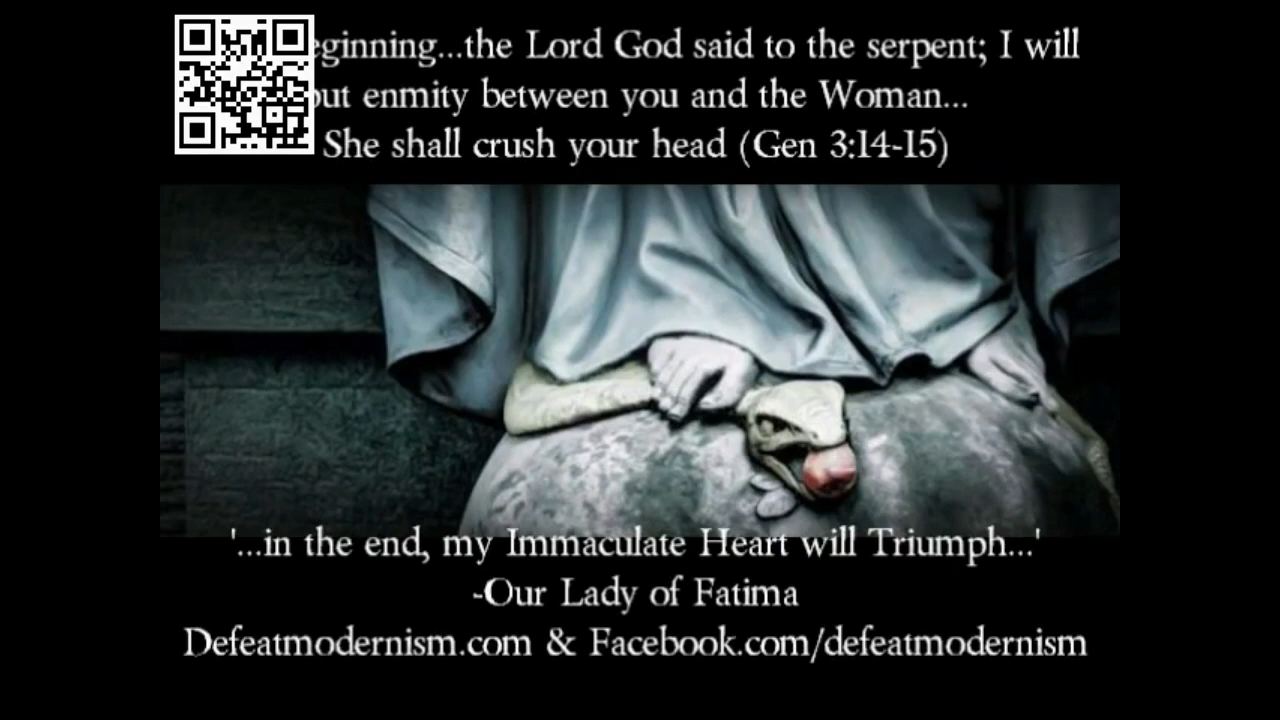 eginning...the Lord God said to the serpent; I will
put enmity between you and the Woman...
She shall crush your head (Gen 3:14-15)
'...in the end, my Immaculate Heart will Triumph...'
-Our Lady of Fatima
Defeatmodernism.com & Facebook.com/defeatmodernism